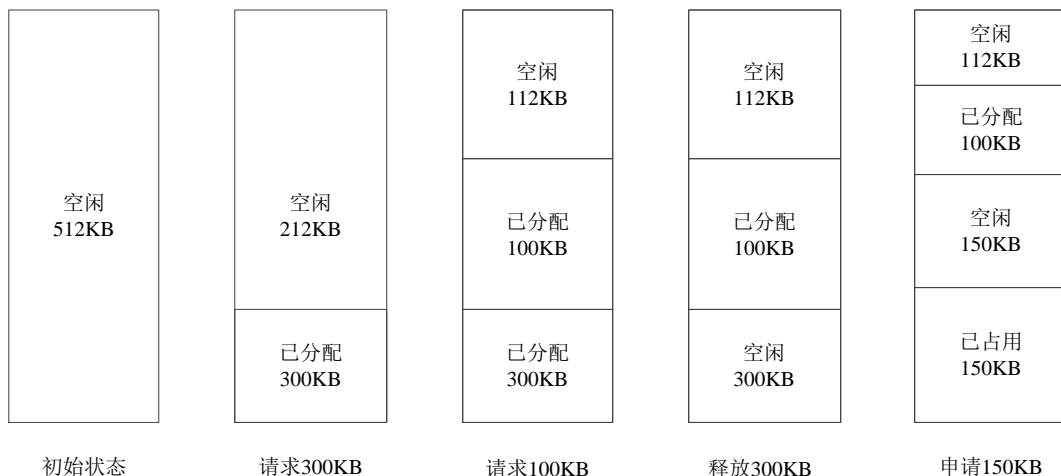 空闲
512KB
初始状态
空闲
212KB
已分配
300KB
请求300KB
空闲
112KB
已分配
100KB
已分配
300KB
请求100KB
空闲
112KB
已分配
100KB
空闲
300KB
释放300KB
空闲
112KB
已分配
100KB
空闲
150KB
已占用
150KB
申请150KB